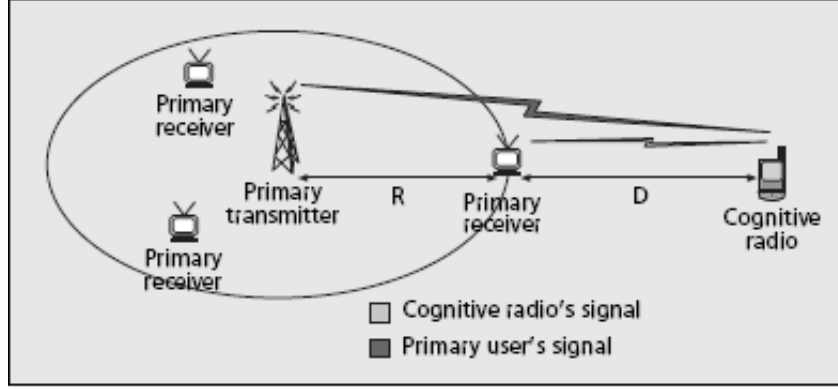 Primary
receiver
Primary
transmitter
R
Primary
receiver
D
Cognitive
radio
Primary
receiver
Cognitive radio's signal
Primary user's signal